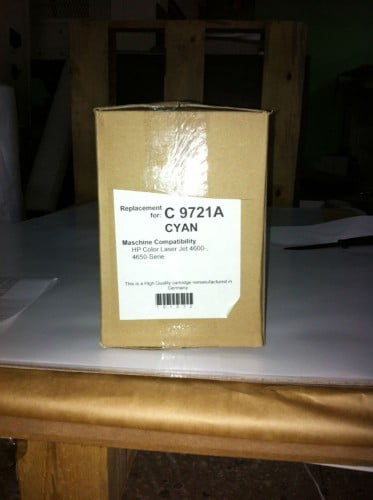 Replacement for: C 9721A
CYAN
Maschine Compatibility
HP Color Laser Jet 4600-,
4650-Serie
This is a High Quality cartridge remanufactured in
Germany